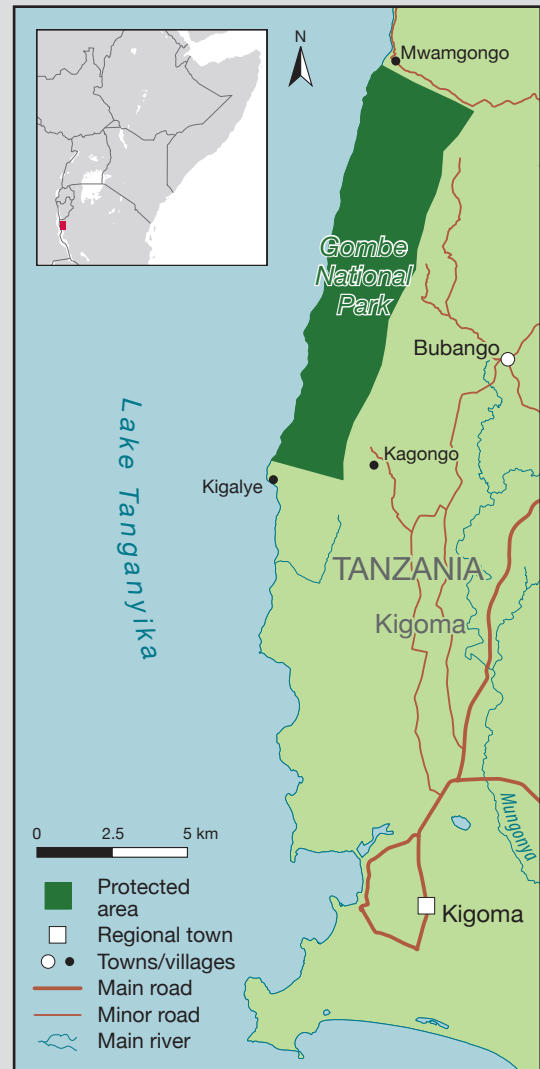 N
Mwamgongo
Gombe
National
Park
Bubango
Kagongo
Kigalye
Lake Tanganyika
TANZANIA
Kigoma
Mungonya
0 2.5 5 km
Protected
area
Regional town
Kigoma
Towns/villages
Main road
Minor road
Main river